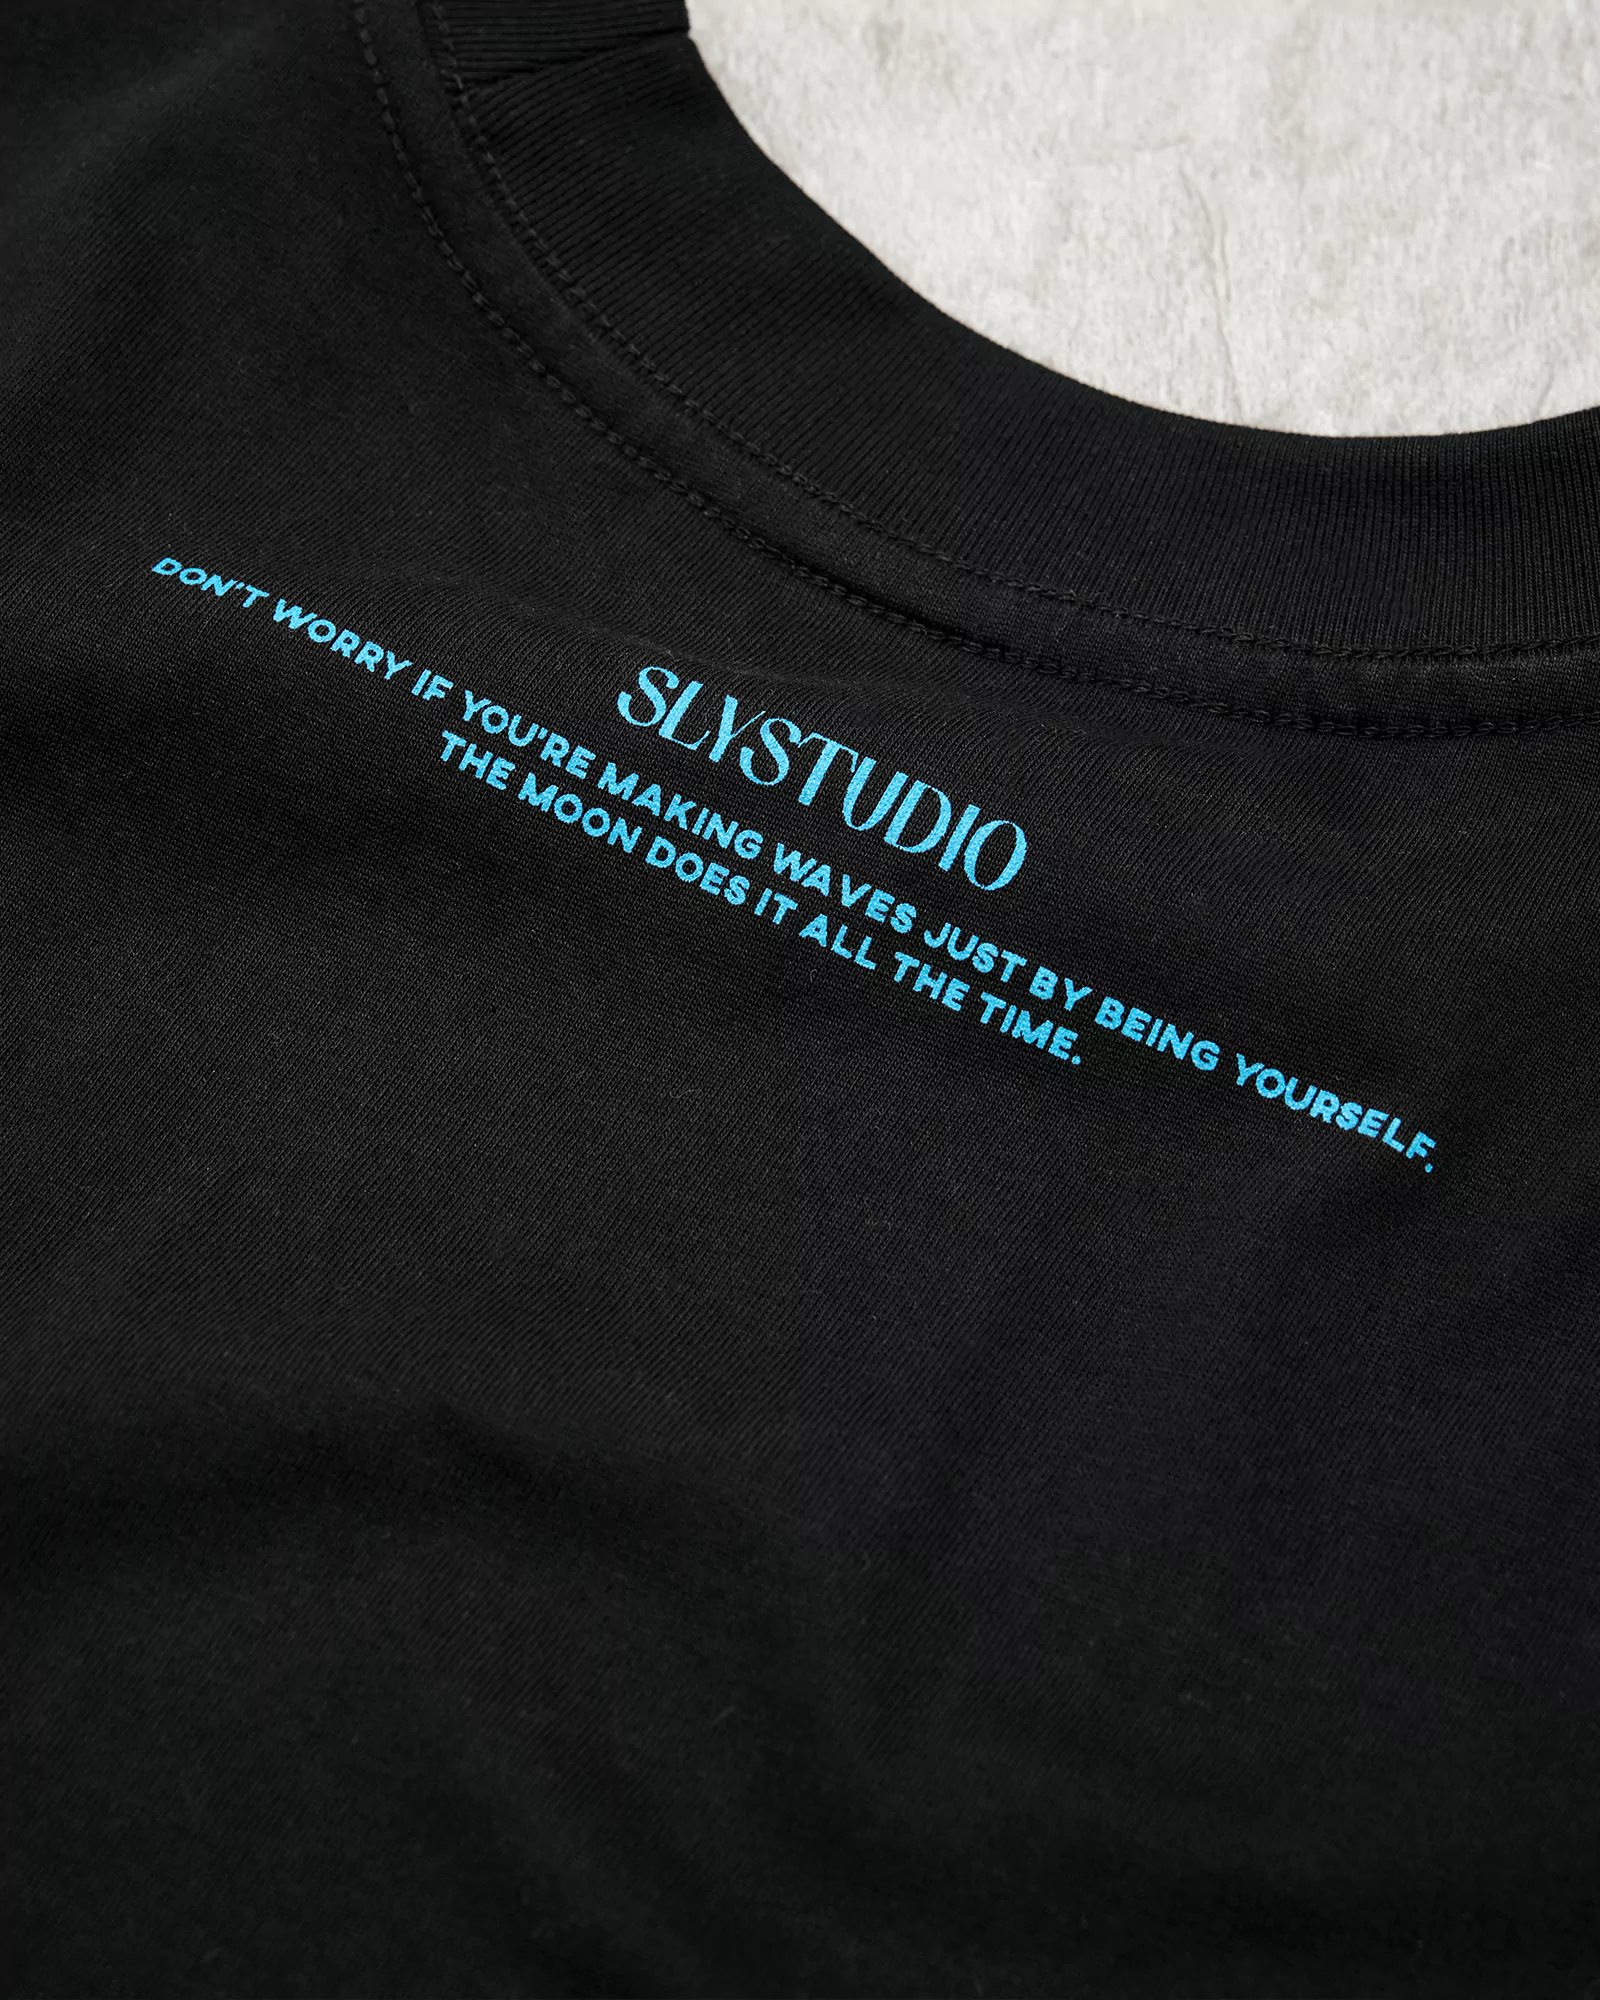 SLYSTUDIO
DON'T WORRY IF YOU'RE MAKING WAVES JUST BY BEING YOURSELF.
THE MOON DOES IT ALL THE TIME.